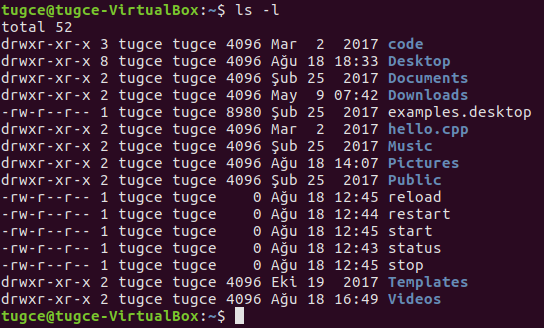 tugce@tugce-VirtualBox:~$ ls -l
total 52
drwxr-xr-x 3 tugce tugce 4096 Mar  2  2017 code
drwxr-xr-x 8 tugce tugce 4096 Ağu 18 18:33 Desktop
drwxr-xr-x 2 tugce tugce 4096 Şub 25  2017 Documents
drwxr-xr-x 2 tugce tugce 4096 May  9 07:42 Downloads
-rw-r--r-- 1 tugce tugce 8980 Şub 25  2017 examples.desktop
drwxr-xr-x 2 tugce tugce 4096 Mar  2  2017 hello.cpp
drwxr-xr-x 2 tugce tugce 4096 Şub 25  2017 Music
drwxr-xr-x 2 tugce tugce 4096 Ağu 18 14:07 Pictures
drwxr-xr-x 2 tugce tugce 4096 Şub 25  2017 Public
-rw-r--r-- 1 tugce tugce    0 Ağu 18 12:45 reload
-rw-r--r-- 1 tugce tugce    0 Ağu 18 12:44 restart
-rw-r--r-- 1 tugce tugce    0 Ağu 18 12:45 start
-rw-r--r-- 1 tugce tugce    0 Ağu 18 12:43 status
-rw-r--r-- 1 tugce tugce    0 Ağu 18 12:45 stop
drwxr-xr-x 2 tugce tugce 4096 Eki 19  2017 Templates
drwxr-xr-x 2 tugce tugce 4096 Ağu 18 16:49 Videos
tugce@tugce-VirtualBox:~$